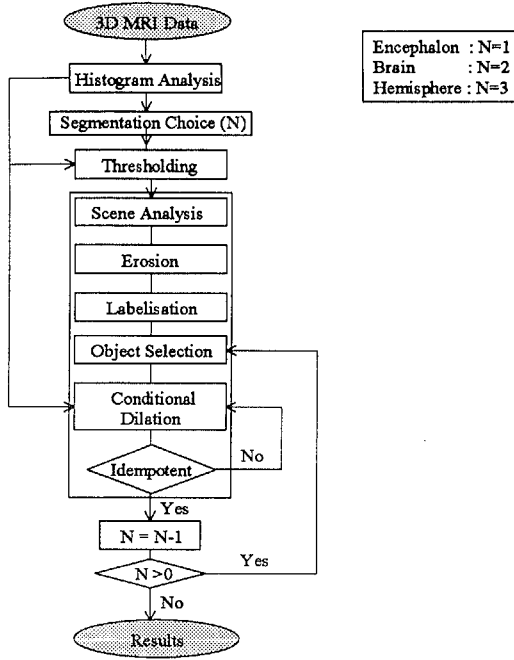 3D MRI Data
Encephalon : N=1
Brain : N=2
Hemisphere : N=3
Histogram Analysis
Segmentation Choice (N)
Thresholding
Scene Analysis
Erosion
Labelisation
Object Selection
Conditional
Dilation
No
Idempotent
Yes
N = N-1
Yes
N >0
No
Results